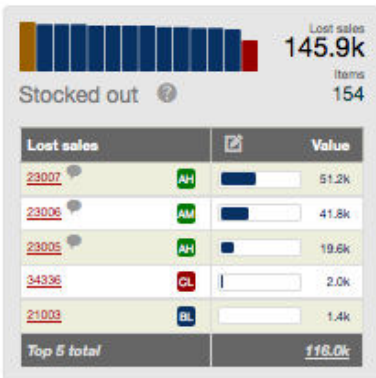 Lost sales
145.9k
Items
Stocked out ? 154
Lost sales Value
23007 AH 51.2k
23006 AM 41.8k
23005 AH 19.6k
34336 CL 2.0k
21003 BL 1.4k
Top 5 total 116.0k